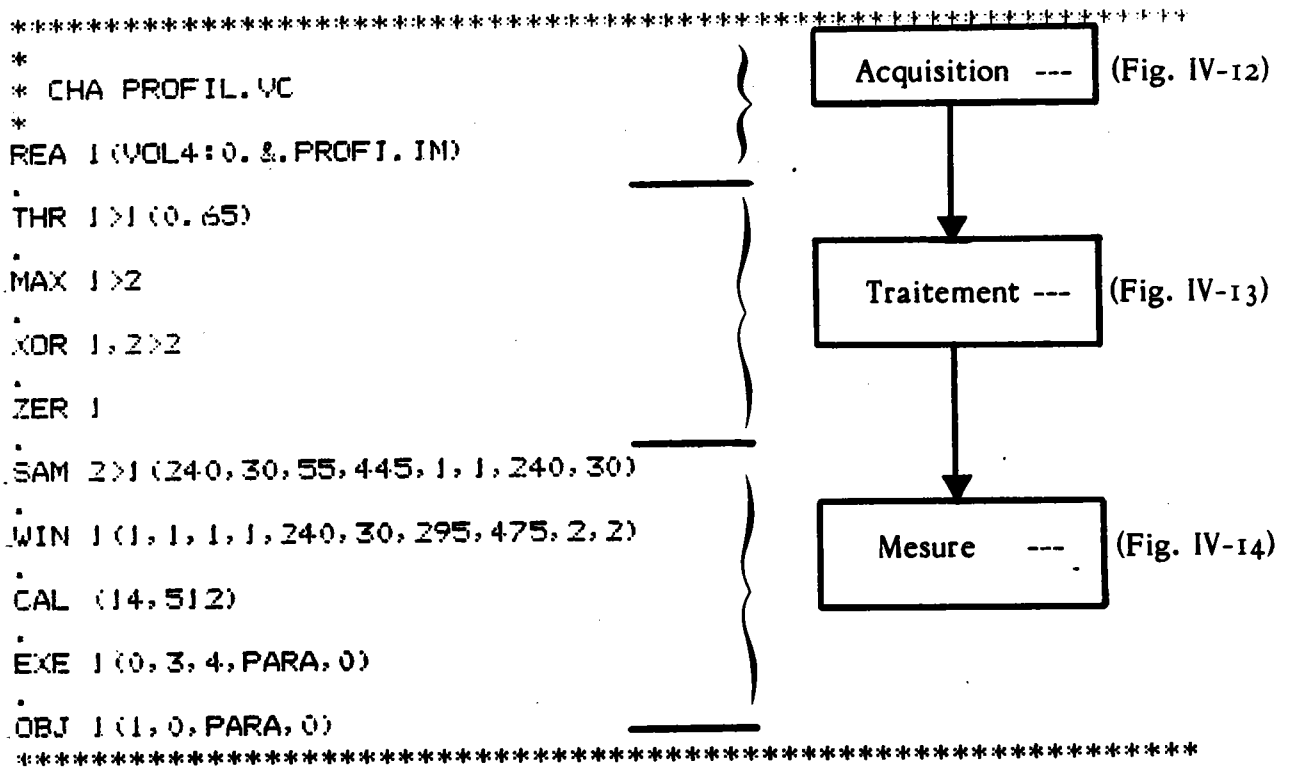 ******************************************************************
*
* CHA PROFIL.VC
*
REA 1(VOL4:0.&.PROFI.IM)
.
THR 1>1(0.65)
.
MAX 1>2
.
XOR 1,2>2
.
ZER 1
.
SAM 2>1(240,30,55,445,1,1,240,30)
.
WIN 1(1,1,1,1,240,30,295,475,2,2)
.
CAL (14,512)
.
EXE 1(0,3,4,PARA,0)
.
OBJ 1(1,0,PARA,0)
******************************************************************
Acquisition --- (Fig. IV-12)
Traitement --- (Fig. IV-13)
Mesure --- (Fig. IV-14)